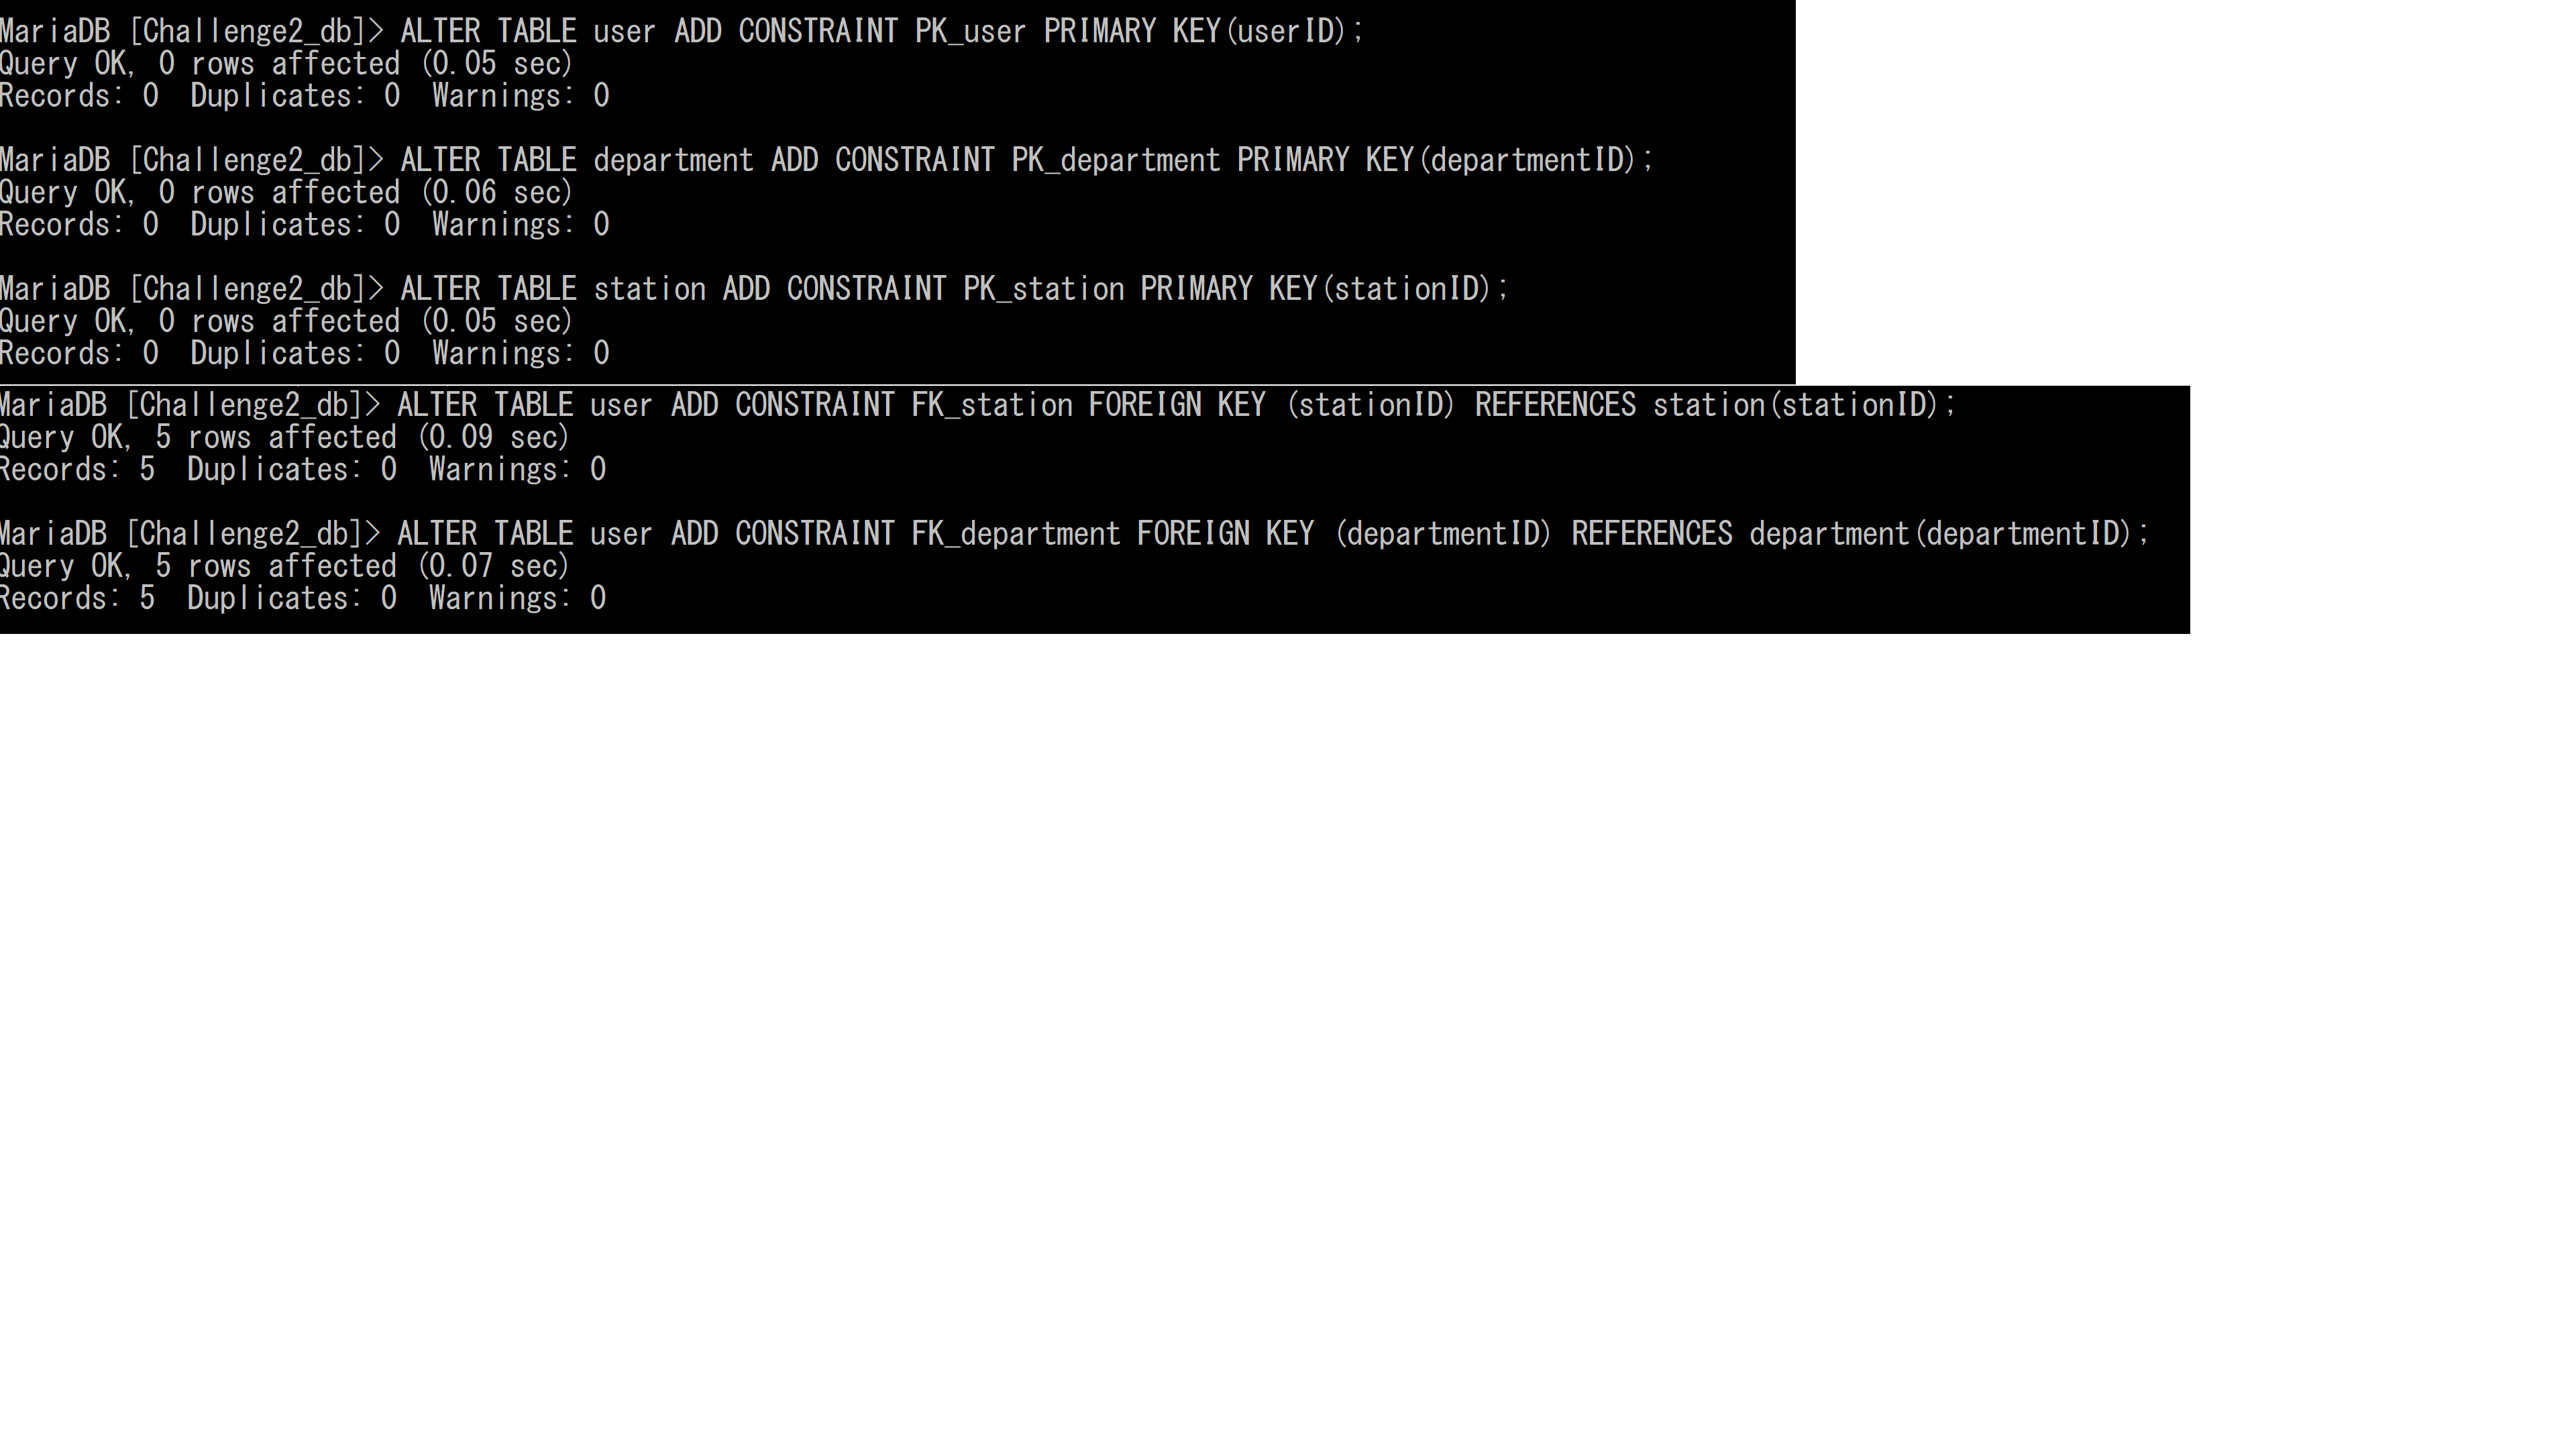 MariaDB [Challenge2_db]> ALTER TABLE user ADD CONSTRAINT PK_user PRIMARY KEY(userID);
Query OK, 0 rows affected (0.05 sec)
Records: 0  Duplicates: 0  Warnings: 0
MariaDB [Challenge2_db]> ALTER TABLE department ADD CONSTRAINT PK_department PRIMARY KEY(departmentID);
Query OK, 0 rows affected (0.06 sec)
Records: 0  Duplicates: 0  Warnings: 0
MariaDB [Challenge2_db]> ALTER TABLE station ADD CONSTRAINT PK_station PRIMARY KEY(stationID);
Query OK, 0 rows affected (0.05 sec)
Records: 0  Duplicates: 0  Warnings: 0
MariaDB [Challenge2_db]> ALTER TABLE user ADD CONSTRAINT FK_station FOREIGN KEY (stationID) REFERENCES station(stationID);
Query OK, 5 rows affected (0.09 sec)
Records: 5  Duplicates: 0  Warnings: 0
MariaDB [Challenge2_db]> ALTER TABLE user ADD CONSTRAINT FK_department FOREIGN KEY (departmentID) REFERENCES department(departmentID);
Query OK, 5 rows affected (0.07 sec)
Records: 5  Duplicates: 0  Warnings: 0